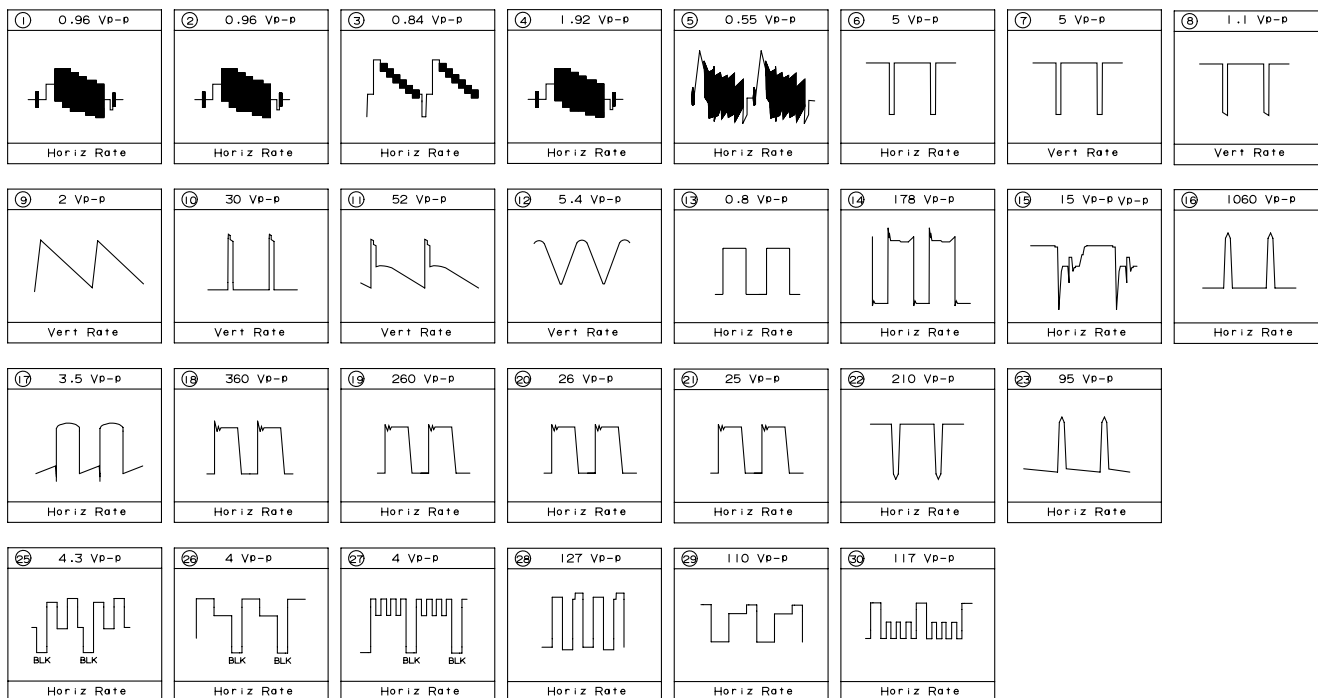 ① 0.96 Vp-p ② 0.96 Vp-p ③ 0.84 Vp-p ④ 1.92 Vp-p ⑤ 0.55 Vp-p ⑥ 5 Vp-p ⑦ 5 Vp-p ⑧ 1.1 Vp-p
Horiz Rate Horiz Rate Horiz Rate Horiz Rate Horiz Rate Horiz Rate Vert Rate Vert Rate
⑨ 2 Vp-p ⑩ 30 Vp-p ⑪ 52 Vp-p ⑫ 5.4 Vp-p ⑬ 0.8 Vp-p ⑭ 178 Vp-p ⑮ 15 Vp-p Vp-p ⑯ 1060 Vp-p
Vert Rate Vert Rate Vert Rate Vert Rate Horiz Rate Horiz Rate Horiz Rate Horiz Rate
⑰ 3.5 Vp-p ⑱ 360 Vp-p ⑲ 260 Vp-p ⑳ 26 Vp-p ㉑ 25 Vp-p ㉒ 210 Vp-p ㉓ 95 Vp-p
Horiz Rate Horiz Rate Horiz Rate Horiz Rate Horiz Rate Horiz Rate Horiz Rate
㉕ 4.3 Vp-p ㉖ 4 Vp-p ㉗ 4 Vp-p ㉘ 127 Vp-p ㉙ 110 Vp-p ㉚ 117 Vp-p
BLK BLK BLK BLK BLK BLK
Horiz Rate Horiz Rate Horiz Rate Horiz Rate Horiz Rate Horiz Rate